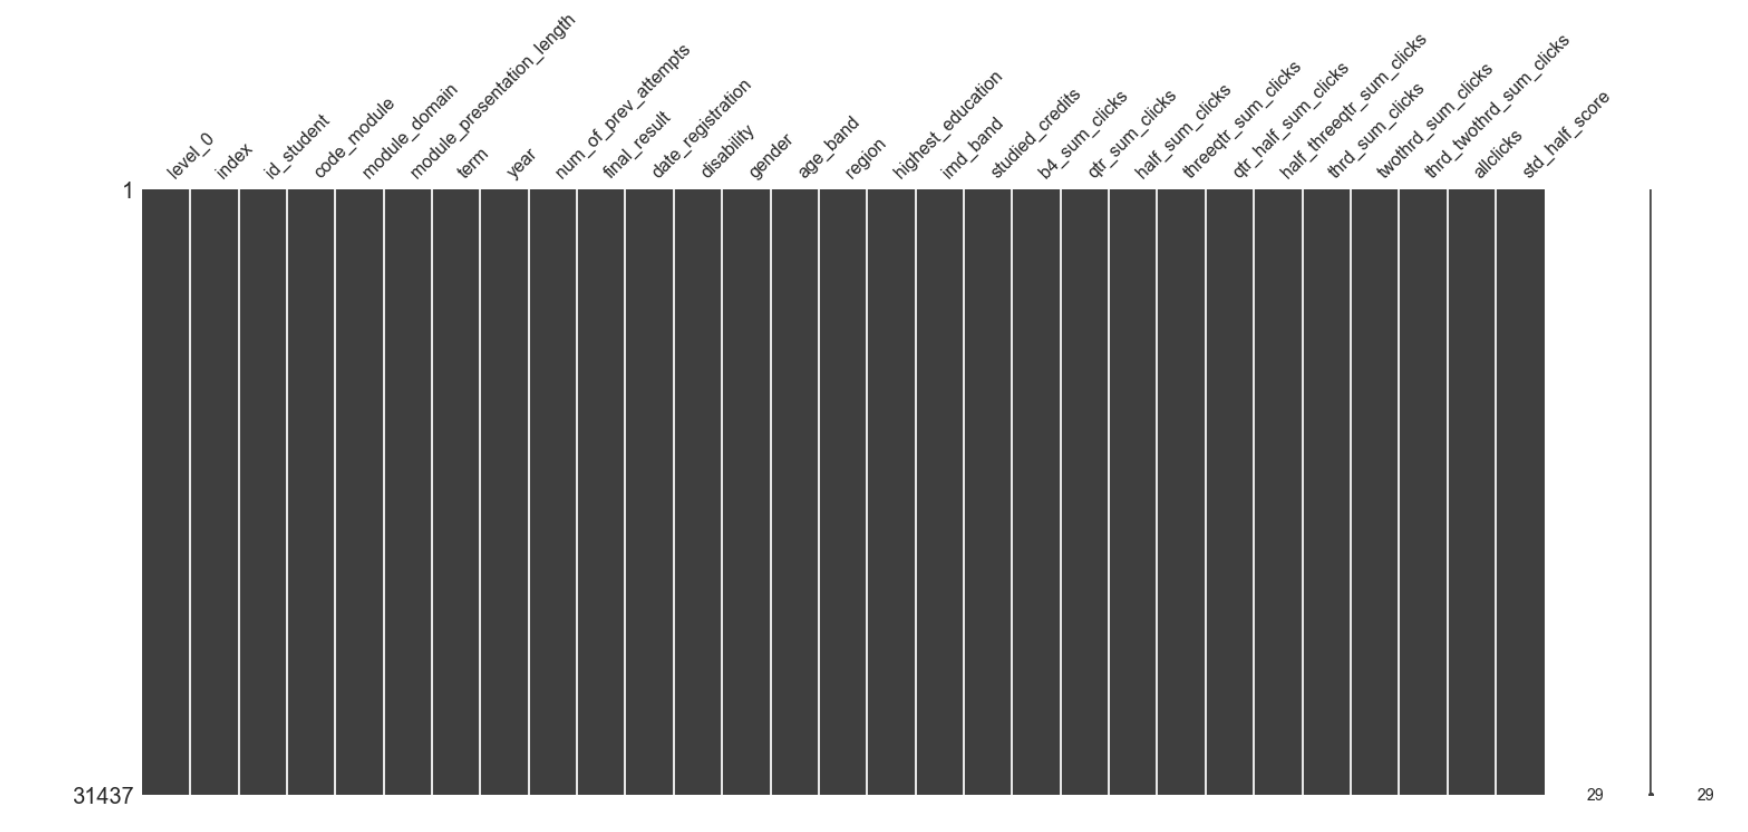 level_0
index
id_student
code_module
module_domain
module_presentation_length
term
year
num_of_prev_attempts
final_result
date_registration
disability
gender
age_band
region
highest_education
imd_band
studied_credits
b4_sum_clicks
qtr_sum_clicks
half_sum_clicks
threeqtr_sum_clicks
qtr_half_sum_clicks
half_threeqtr_sum_clicks
thrd_sum_clicks
twothrd_sum_clicks
thrd_twothrd_sum_clicks
allclicks
std_half_score
1
31437
29
29